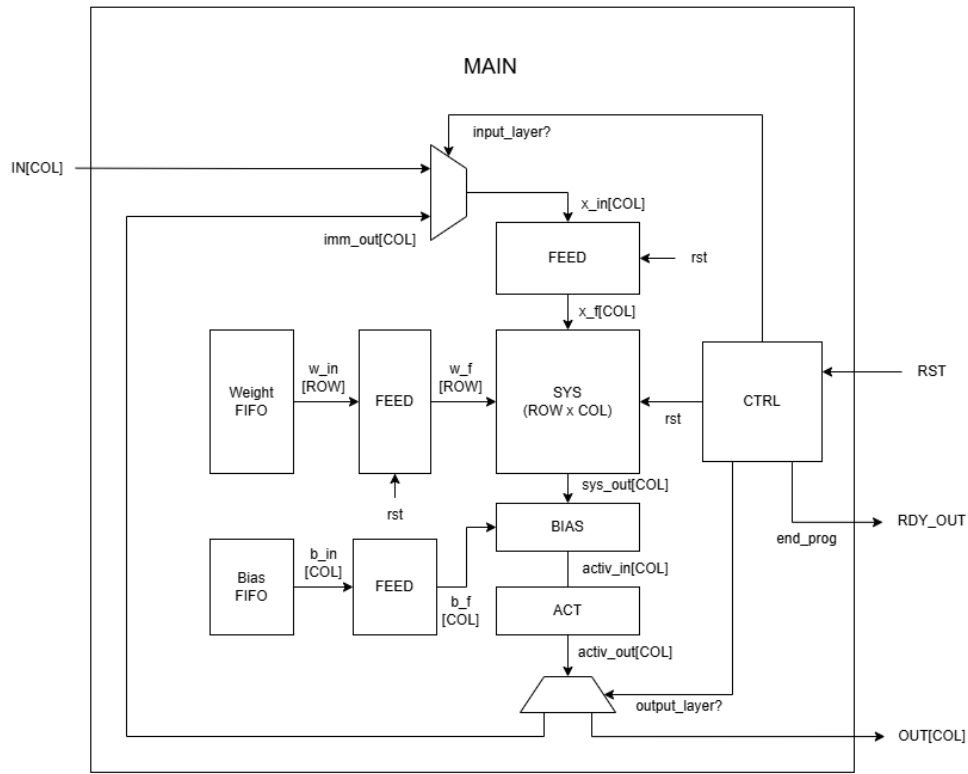 MAIN
input_layer?
IN[COL]
x_in[COL]
imm_out[COL]
FEED
rst
x_f[COL]
Weight
FIFO
w_in
[ROW]
FEED
w_f
[ROW]
SYS
(ROW x COL)
rst
CTRL
RST
rst
sys_out[COL]
BIAS
end_prog
RDY_OUT
Bias
FIFO
b_in
[COL]
FEED
b_f
[COL]
activ_in[COL]
ACT
activ_out[COL]
output_layer?
OUT[COL]